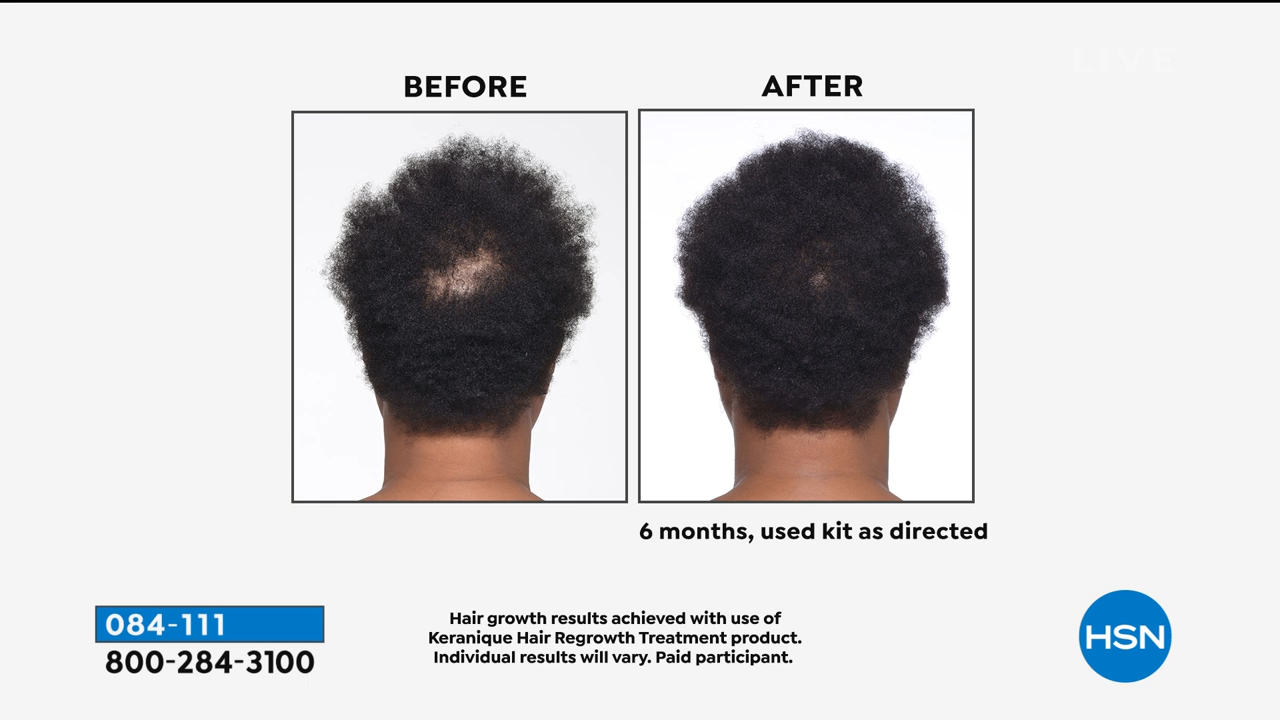 LIVE
BEFORE
AFTER
6 months, used kit as directed
084-111
800-284-3100
Hair growth results achieved with use of
Keranique Hair Regrowth Treatment product.
Individual results will vary. Paid participant.
HSN